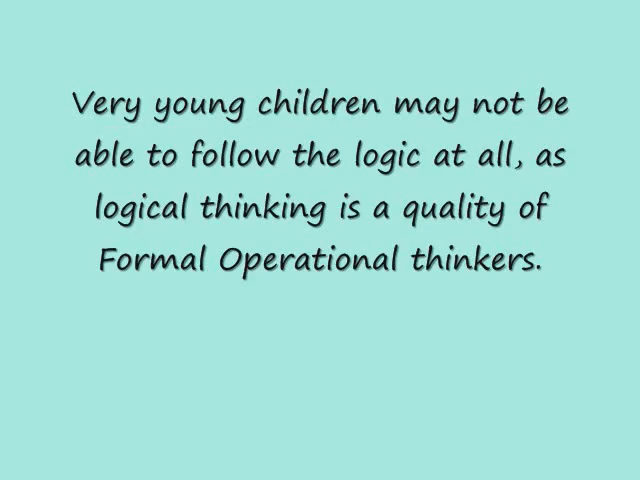 Very young children may not be
able to follow the logic at all, as
logical thinking is a quality of
Formal Operational thinkers.